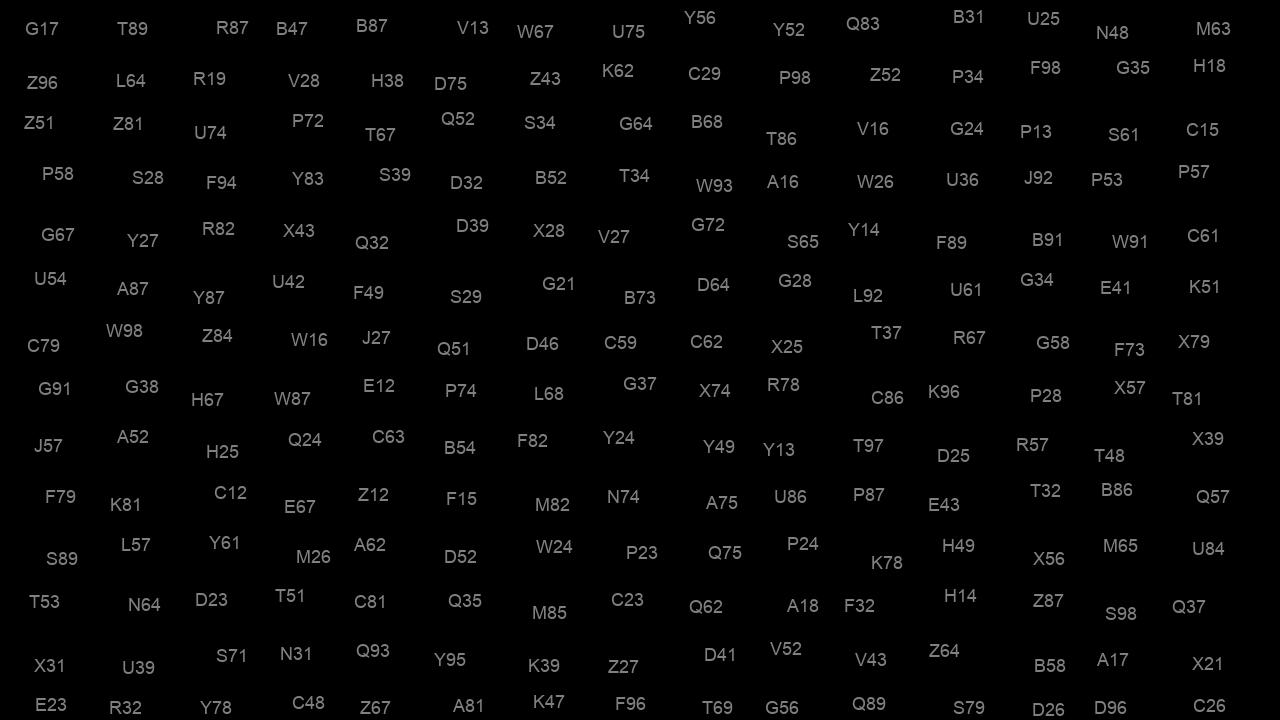 G17 T89 R87 B47 B87 V13 W67 U75 Y56 Y52 Q83 B31 U25 N48 M63
Z96 L64 R19 V28 H38 D75 Z43 K62 C29 P98 Z52 P34 F98 G35 H18
Z51 Z81 U74 P72 T67 Q52 S34 G64 B68 T86 V16 G24 P13 S61 C15
P58 S28 F94 Y83 S39 D32 B52 T34 W93 A16 W26 U36 J92 P53 P57
G67 Y27 R82 X43 Q32 D39 X28 V27 G72 S65 Y14 F89 B91 W91 C61
U54 A87 Y87 U42 F49 S29 G21 B73 D64 G28 L92 U61 G34 E41 K51
C79 W98 Z84 W16 J27 Q51 D46 C59 C62 X25 T37 R67 G58 F73 X79
G91 G38 H67 W87 E12 P74 L68 G37 X74 R78 C86 K96 P28 X57 T81
J57 A52 H25 Q24 C63 B54 F82 Y24 Y49 Y13 T97 D25 R57 T48 X39
F79 K81 C12 E67 Z12 F15 M82 N74 A75 U86 P87 E43 T32 B86 Q57
S89 L57 Y61 M26 A62 D52 W24 P23 Q75 P24 K78 H49 X56 M65 U84
T53 N64 D23 T51 C81 Q35 M85 C23 Q62 A18 F32 H14 Z87 S98 Q37
X31 U39 S71 N31 Q93 Y95 K39 Z27 D41 V52 V43 Z64 B58 A17 X21
E23 R32 Y78 C48 Z67 A81 K47 F96 T69 G56 Q89 S79 D26 D96 C26